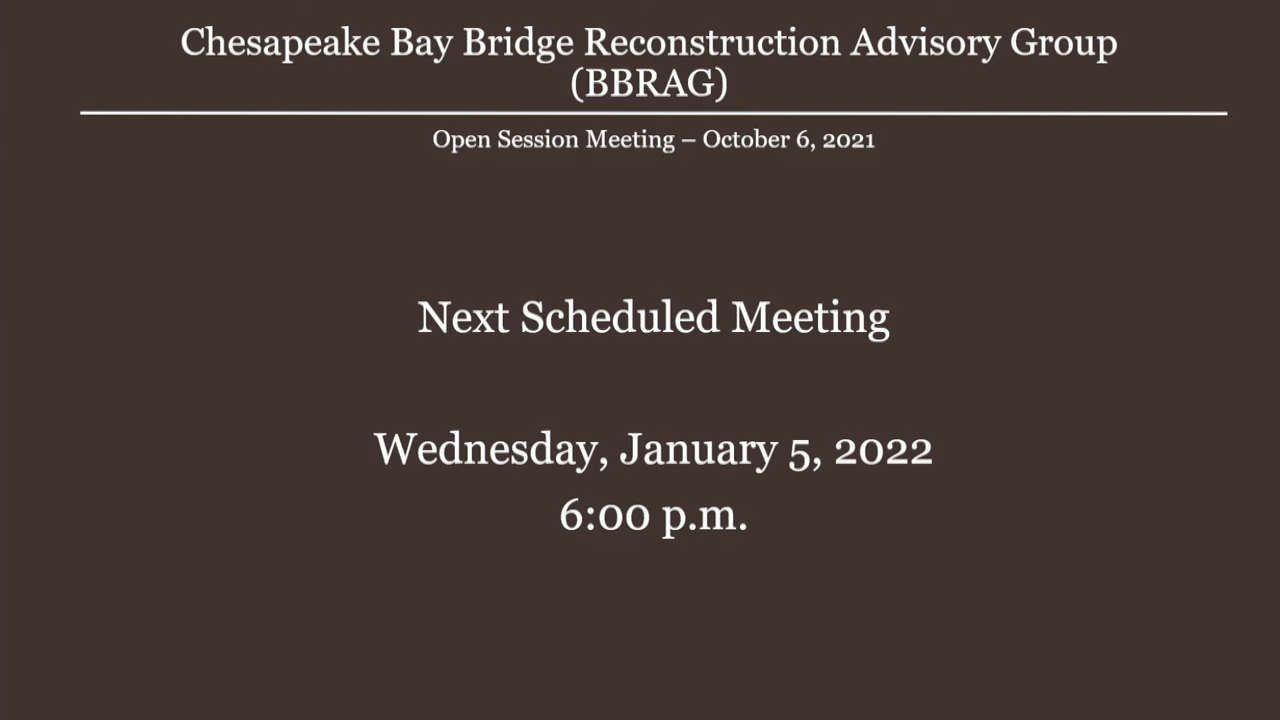 Chesapeake Bay Bridge Reconstruction Advisory Group
(BBRAG)
Open Session Meeting – October 6, 2021
Next Scheduled Meeting
Wednesday, January 5, 2022
6:00 p.m.